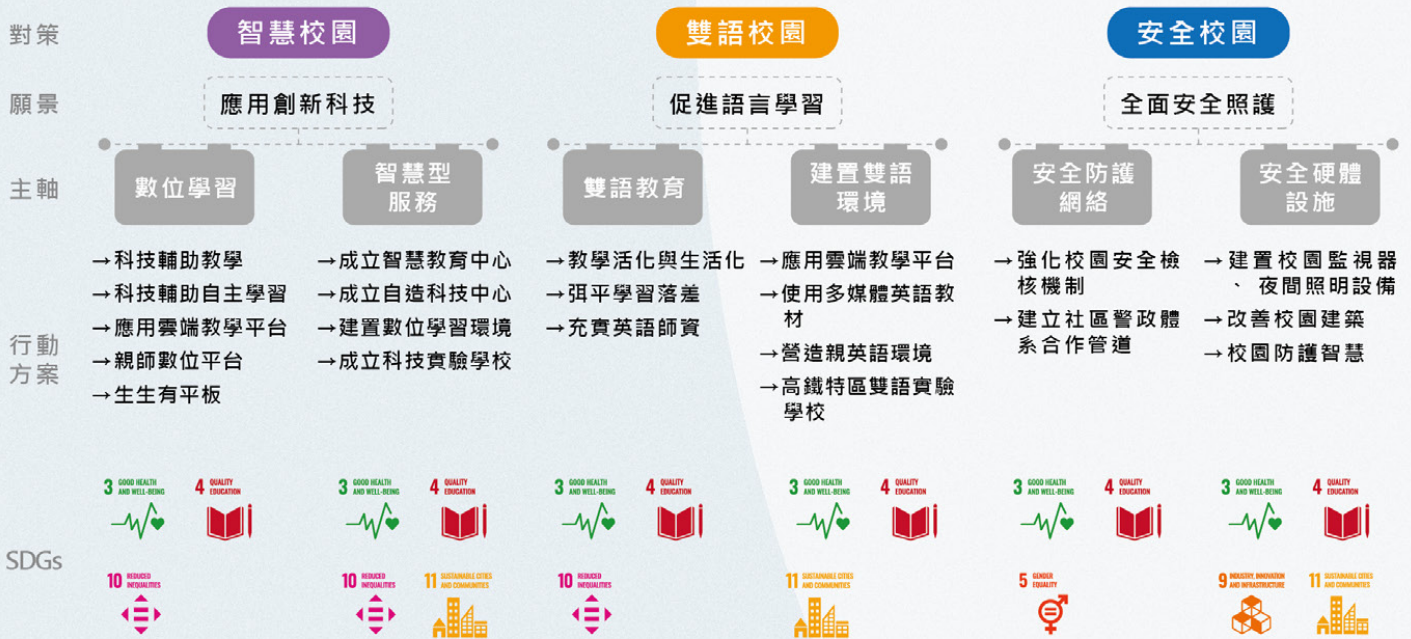 對策
智慧校園
雙語校園
安全校園
願景
應用創新科技
促進語言學習
全面安全照護
主軸
數位學習
智慧型
服務
雙語教育
建置雙語
環境
安全防護
網絡
安全硬體
設施
行動
方案
→科技輔助教學
→科技輔助自主學習
→應用雲端教學平台
→親師數位平台
→生生有平板
→成立智慧教育中心
→成立自造科技中心
→建置數位學習環境
→成立科技實驗學校
→教學活化與生活化
→弭平學習落差
→充實英語師資
→應用雲端教學平台
→使用多媒體英語教
材
→營造親英語環境
→高鐵特區雙語實驗
學校
→強化校園安全檢
核機制
→建立社區警政體
系合作管道
→建置校園監視器
、夜間照明設備
→改善校園建築
→校園防護智慧
SDGs
3 GOOD HEALTH
AND WELL-BEING
4 QUALITY
EDUCATION
10 REDUCED
INEQUALITIES
3 GOOD HEALTH
AND WELL-BEING
4 QUALITY
EDUCATION
10 REDUCED
INEQUALITIES
11 SUSTAINABLE CITIES
AND COMMUNITIES
3 GOOD HEALTH
AND WELL-BEING
4 QUALITY
EDUCATION
10 REDUCED
INEQUALITIES
3 GOOD HEALTH
AND WELL-BEING
4 QUALITY
EDUCATION
11 SUSTAINABLE CITIES
AND COMMUNITIES
3 GOOD HEALTH
AND WELL-BEING
4 QUALITY
EDUCATION
5 GENDER
EQUALITY
3 GOOD HEALTH
AND WELL-BEING
4 QUALITY
EDUCATION
9 INDUSTRY, INNOVATION
AND INFRASTRUCTURE
11 SUSTAINABLE CITIES
AND COMMUNITIES